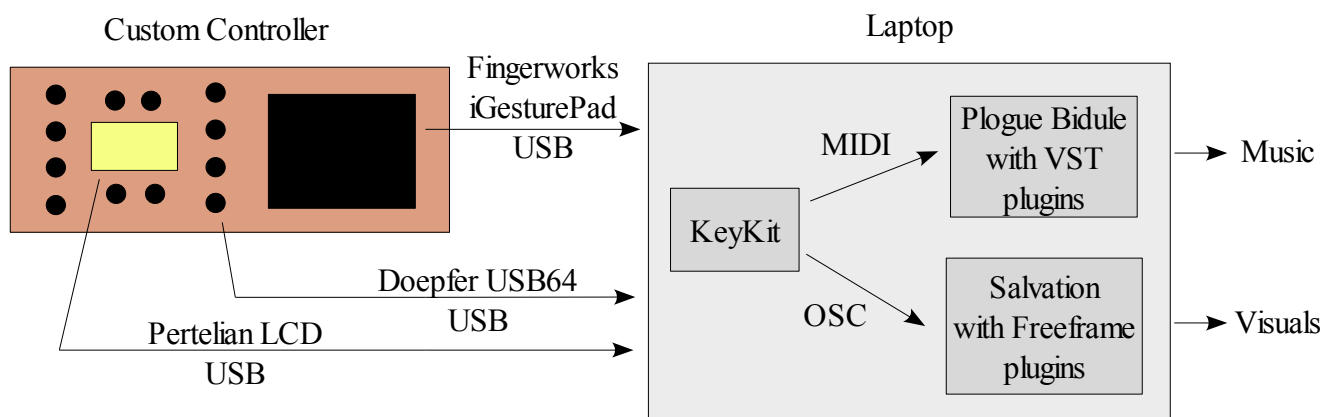 Custom Controller
Laptop
Fingerworks
iGesturePad
USB
Doepfer USB64
USB
Pertelian LCD
USB
KeyKit
MIDI
OSC
Plogue Bidule
with VST
plugins
Salvation
with Freeframe
plugins
Music
Visuals